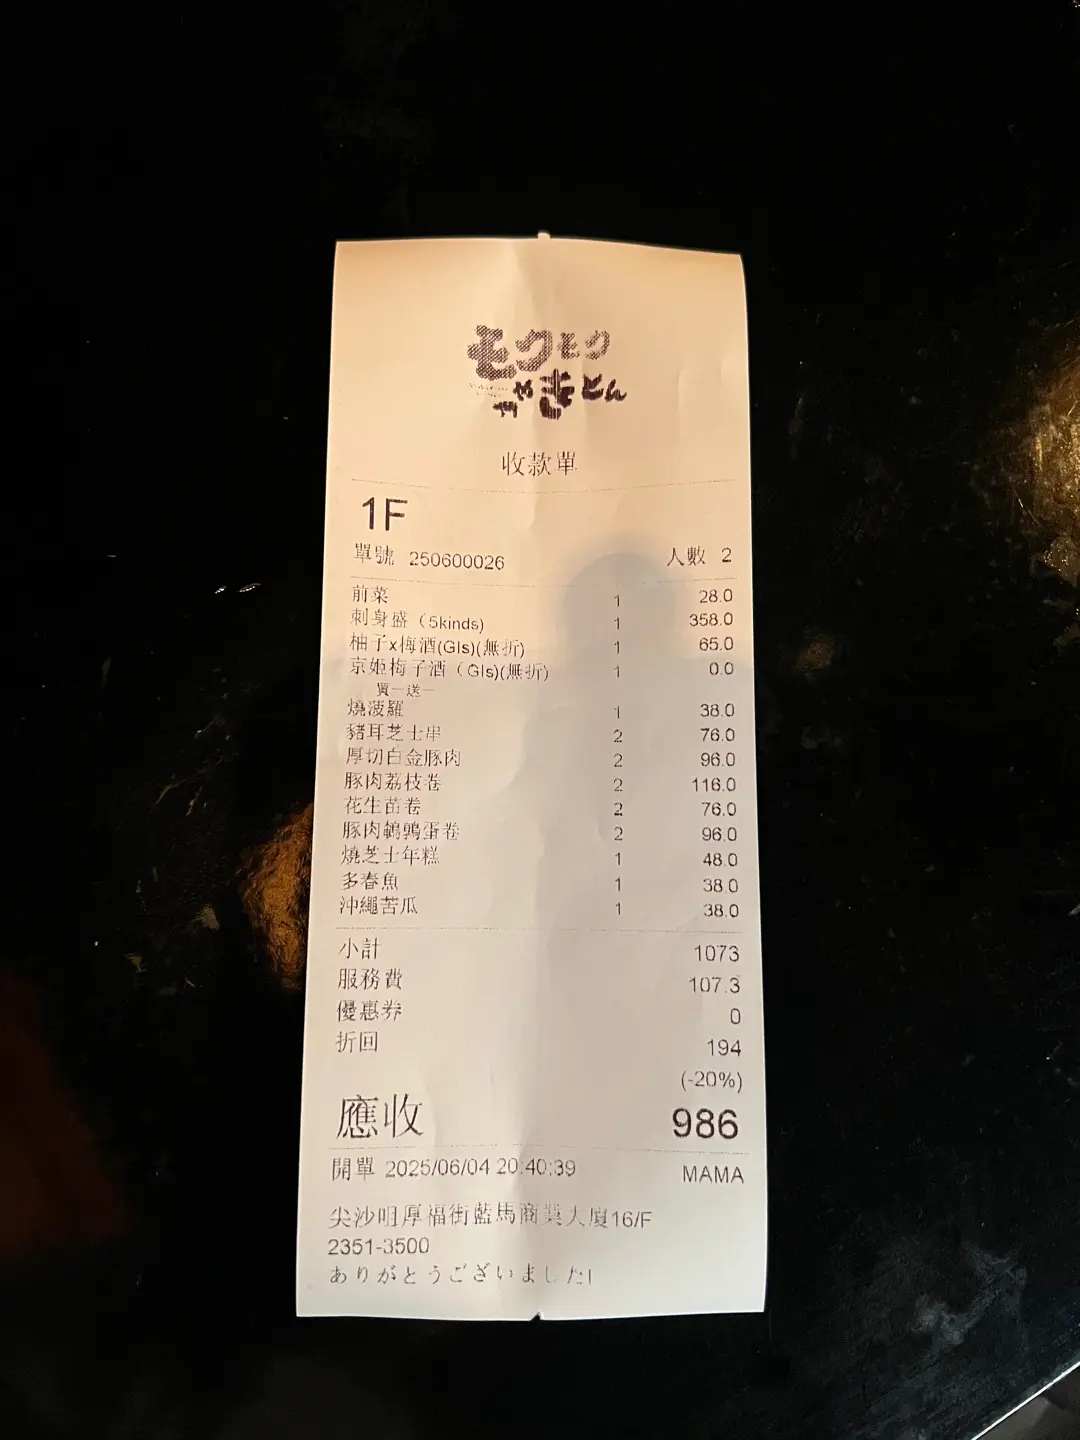 モクモク
収款單
1F
單號 250600026 人數 2
前菜 1 28.0
刺身盛（5kinds) 1 358.0
柚子x梅酒(Gls)(無折) 1 65.0
京姬梅子酒（Gls)(無折) 1 0.0
買一送一
燒波羅 1 38.0
豬耳芝士串 2 76.0
厚切白金豚肉 2 96.0
豚肉荔枝卷 2 116.0
花生苗卷 2 76.0
豚肉鵪鶉蛋卷 2 96.0
燒芝士年糕 1 48.0
多春魚 1 38.0
沖繩苦瓜 1 38.0
小計 1073
服務費 107.3
優惠券 0
折回 194
(-20%)
應收 986
開單 2025/06/04 20:40:39 MAMA
尖沙咀厚福街藍馬商業大廈16/F
2351-3500
ありがとうございました!